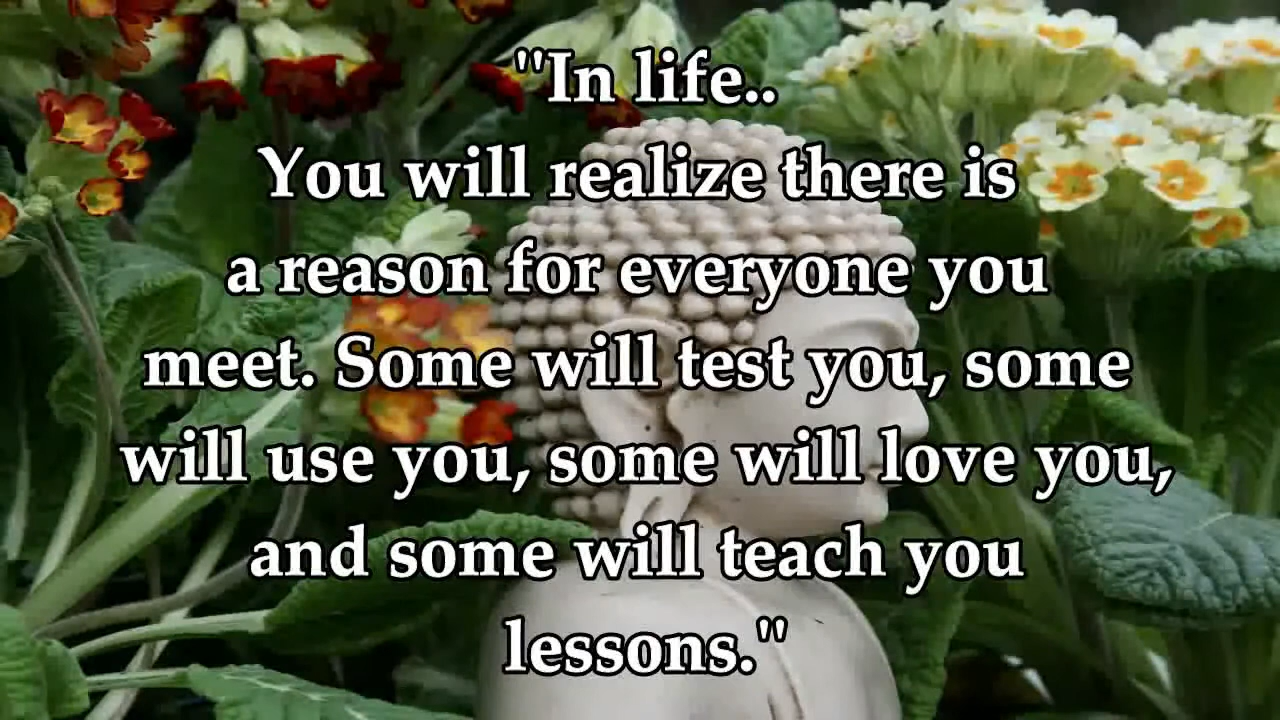 "In life..
You will realize there is
a reason for everyone you
meet. Some will test you, some
will use you, some will love you,
and some will teach you
lessons."